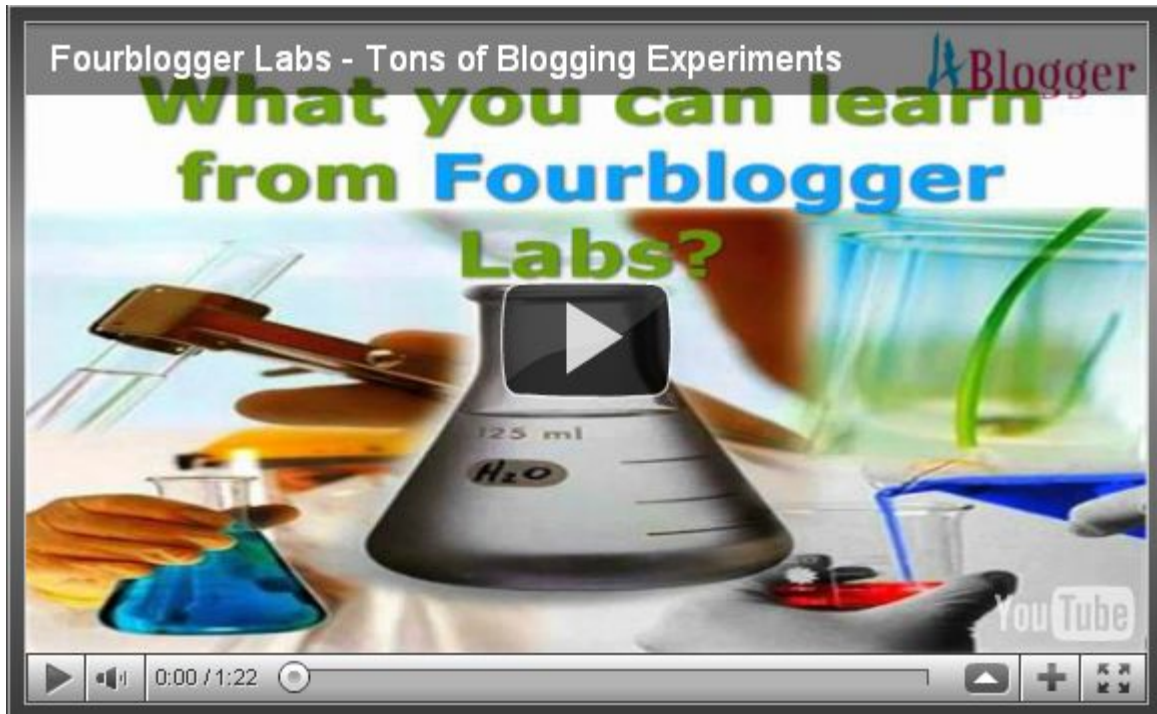 Fourblogger Labs - Tons of Blogging Experiments
Blogger
What you can learn
from Fourblogger
Labs?
125 ml
H2O
YouTube
0:00 / 1:22